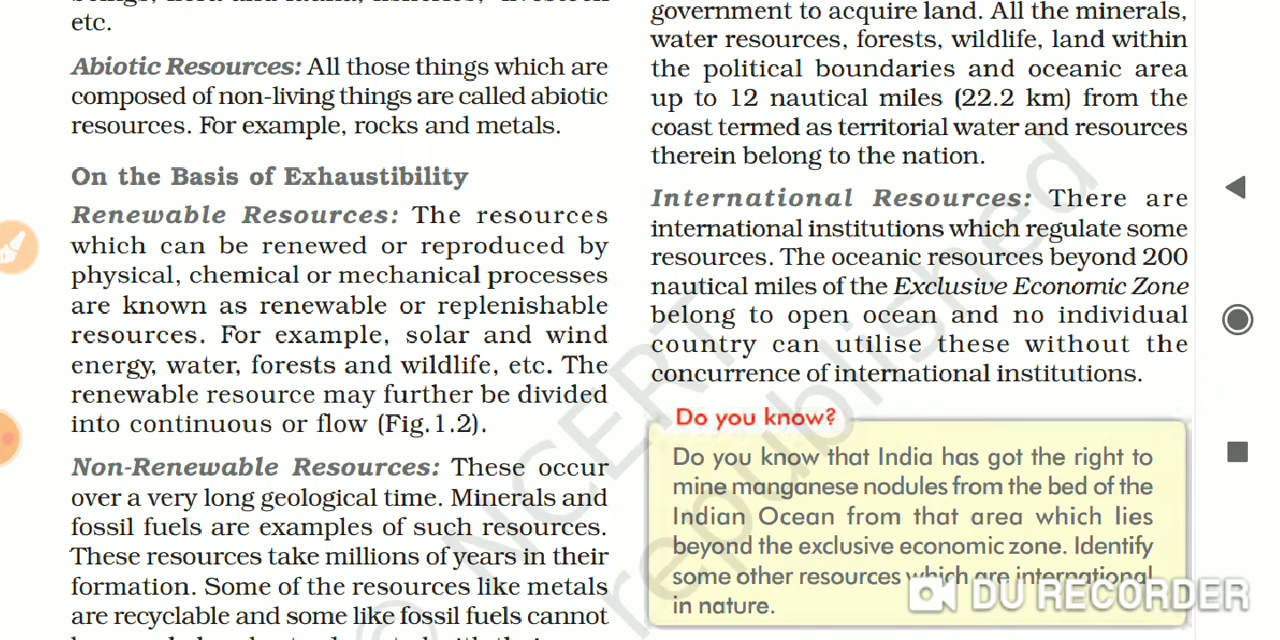 etc.
Abiotic Resources: All those things which are
composed of non-living things are called abiotic
resources. For example, rocks and metals.
On the Basis of Exhaustibility
Renewable Resources: The resources
which can be renewed or reproduced by
physical, chemical or mechanical processes
are known as renewable or replenishable
resources. For example, solar and wind
energy, water, forests and wildlife, etc. The
renewable resource may further be divided
into continuous or flow (Fig.1.2).
Non-Renewable Resources: These occur
over a very long geological time. Minerals and
fossil fuels are examples of such resources.
These resources take millions of years in their
formation. Some of the resources like metals
are recyclable and some like fossil fuels cannot
government to acquire land. All the minerals,
water resources, forests, wildlife, land within
the political boundaries and oceanic area
up to 12 nautical miles (22.2 km) from the
coast termed as territorial water and resources
therein belong to the nation.
International Resources: There are
international institutions which regulate some
resources. The oceanic resources beyond 200
nautical miles of the Exclusive Economic Zone
belong to open ocean and no individual
country can utilise these without the
concurrence of international institutions.
Do you know?
Do you know that India has got the right to
mine manganese nodules from the bed of the
Indian Ocean from that area which lies
beyond the exclusive economic zone. Identify
some other resources which are international
in nature.
© NCERT
republished
DU RECORDER